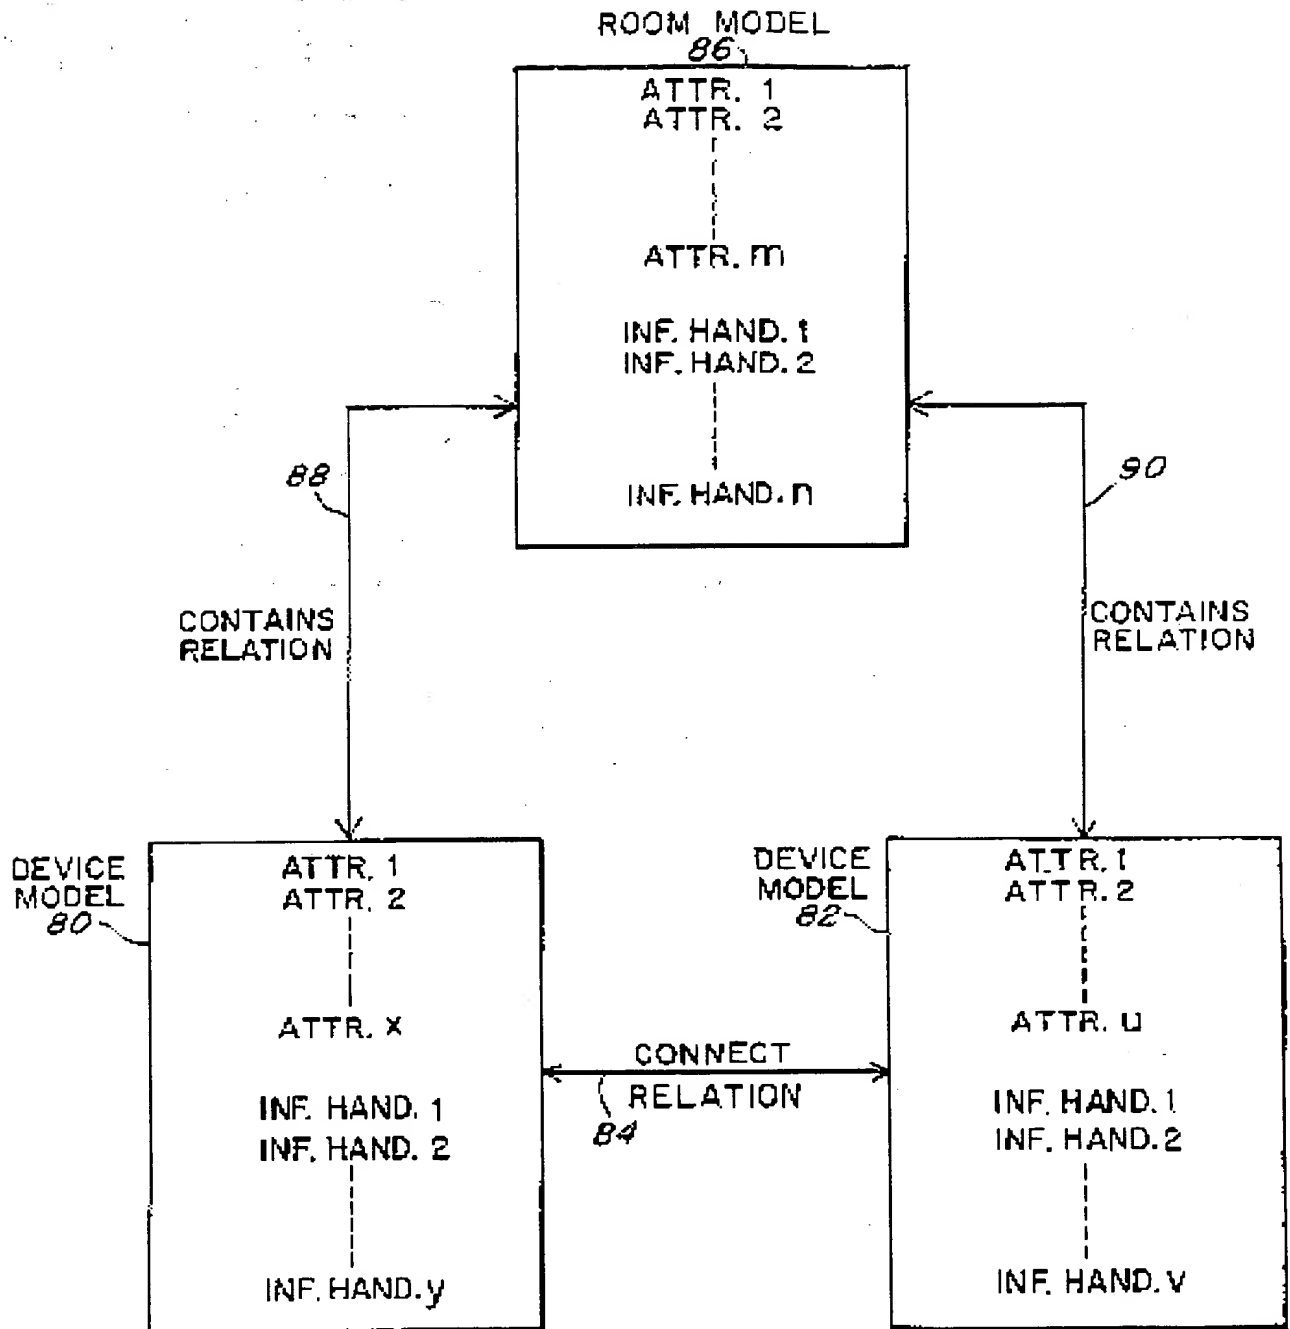 ROOM MODEL
86
ATTR. 1
ATTR. 2
ATTR. m
INF. HAND. 1
INF. HAND. 2
INF. HAND. n
88
90
CONTAINS
RELATION
CONTAINS
RELATION
DEVICE
MODEL
80
ATTR. 1
ATTR. 2
ATTR. x
INF. HAND. 1
INF. HAND. 2
INF. HAND. y
CONNECT
RELATION
84
DEVICE
MODEL
82
ATTR. 1
ATTR. 2
ATTR. u
INF. HAND. 1
INF. HAND. 2
INF. HAND. v